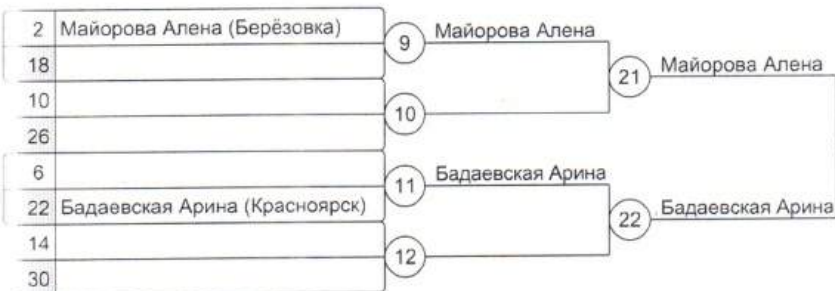 2 Майорова Алена (Берёзовка)
9 Майорова Алена
18
21 Майорова Алена
10
10
26
6
11 Бадаевская Арина
22 Бадаевская Арина (Красноярск)
22 Бадаевская Арина
14
12
30